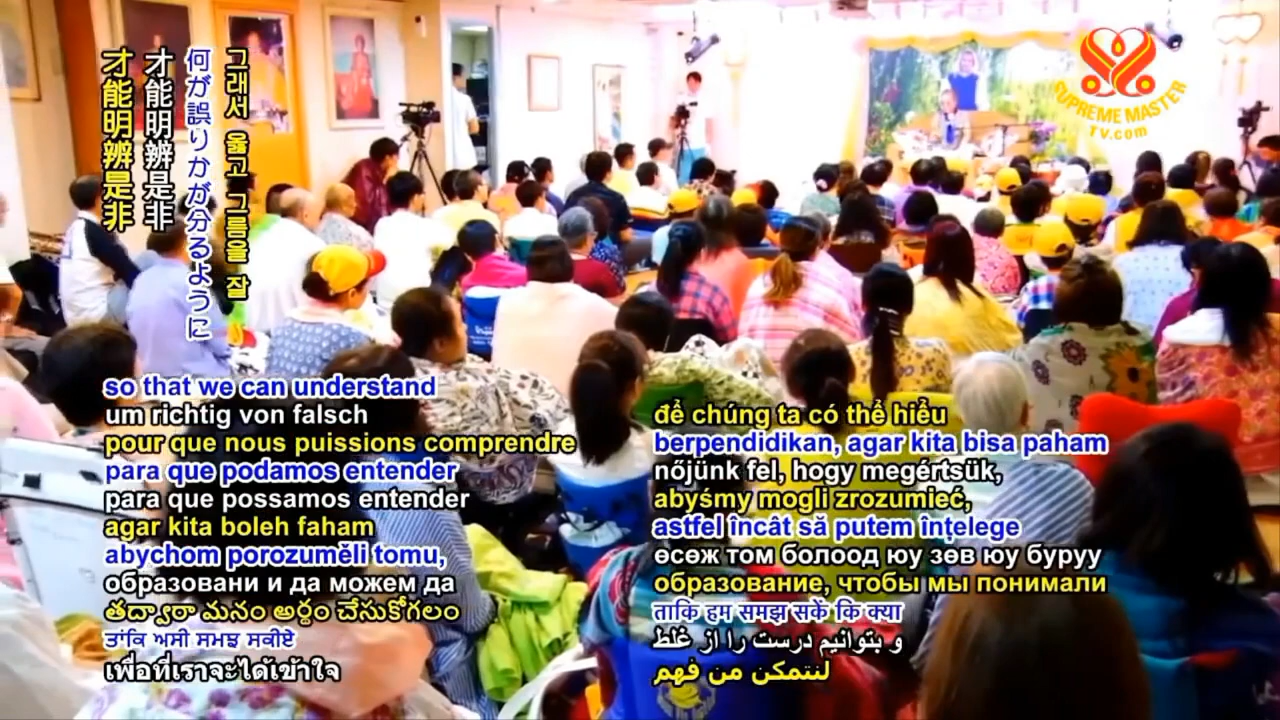 才能明辨是非
才能明辨是非
何が誤りかが分るように
그래서 옳고 그름을 잘
SUPREME MASTER
TV.com
so that we can understand
um richtig von falsch
pour que nous puissions comprendre
para que podamos entender
para que possamos entender
agar kita boleh faham
abychom porozuměli tomu,
образовани и да можем да
తద్వారా మనం అర్థం చేసుకోగలం
ਤਾਂਕਿ ਅਸੀ ਸਮਝ ਸਕੀਏ
เพื่อที่เราจะได้เข้าใจ
để chúng ta có thể hiểu
berpendidikan, agar kita bisa paham
nőjünk fel, hogy megértsük,
abyśmy mogli zrozumieć,
astfel încât să putem înțelege
өсөж том болоод юу зөв юу буруу
образование, чтобы мы понимали
ताकि हम समझ सकें कि क्या
و بتوانیم درست را از غلط
لنتمكن من فهم